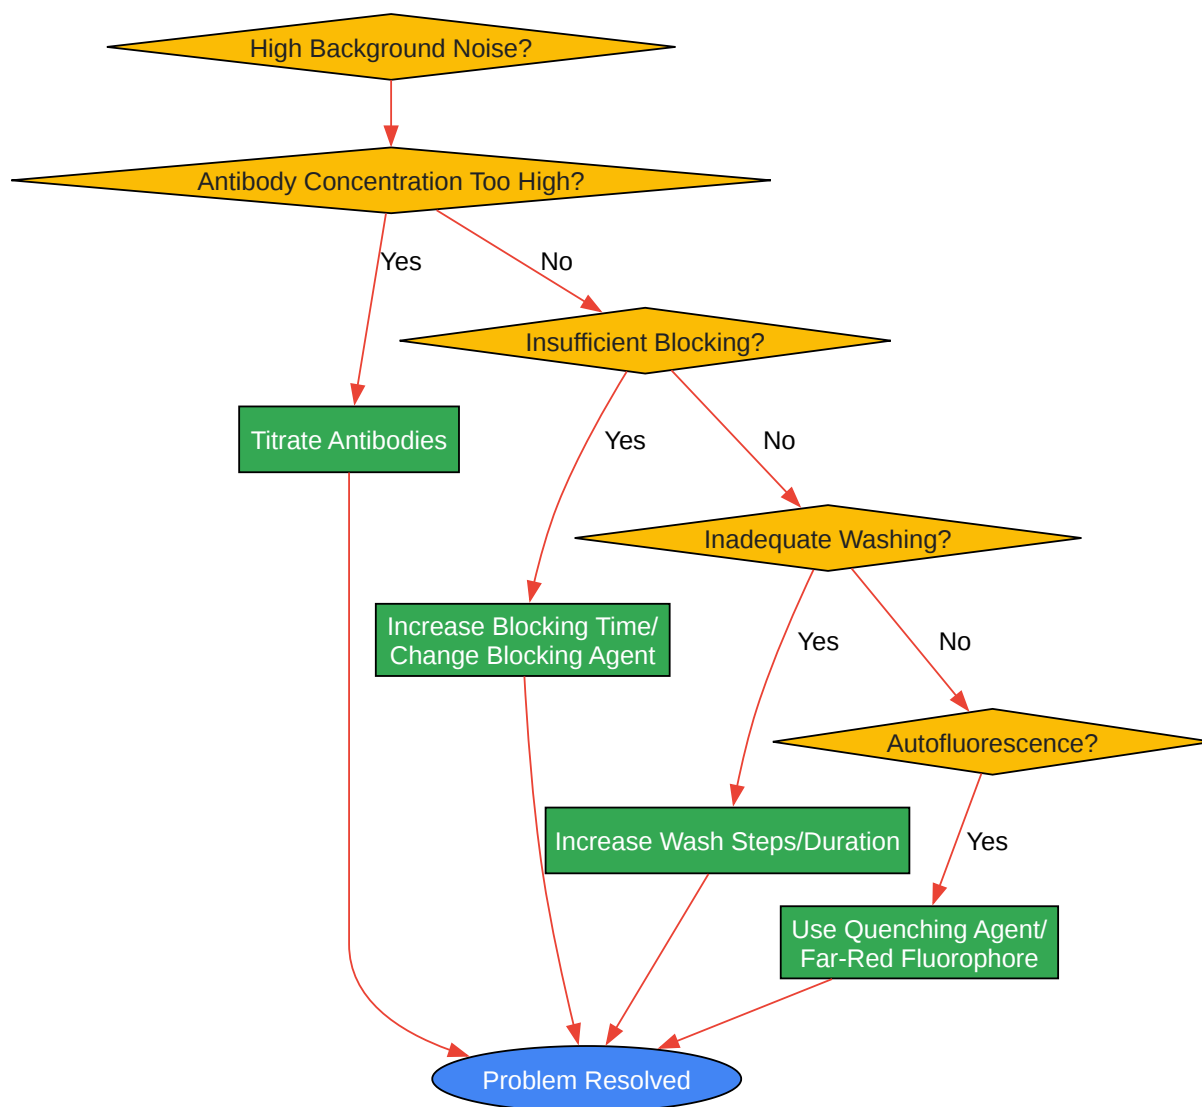 High Background Noise?
Antibody Concentration Too High?
Yes
No
Insufficient Blocking?
Titrate Antibodies
Yes
No
Inadequate Washing?
Increase Blocking Time/
Change Blocking Agent
Yes
No
Autofluorescence?
Increase Wash Steps/Duration
Yes
Use Quenching Agent/
Far-Red Fluorophore
Problem Resolved